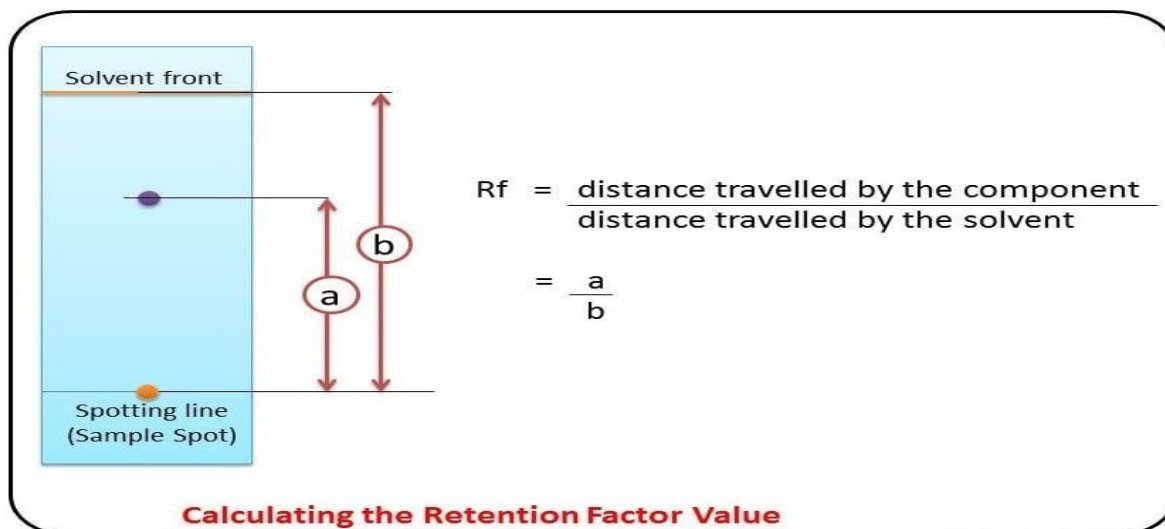 Solvent front
b
a
Spotting line
(Sample Spot)
Rf = distance travelled by the component
distance travelled by the solvent
= a
b
Calculating the Retention Factor Value